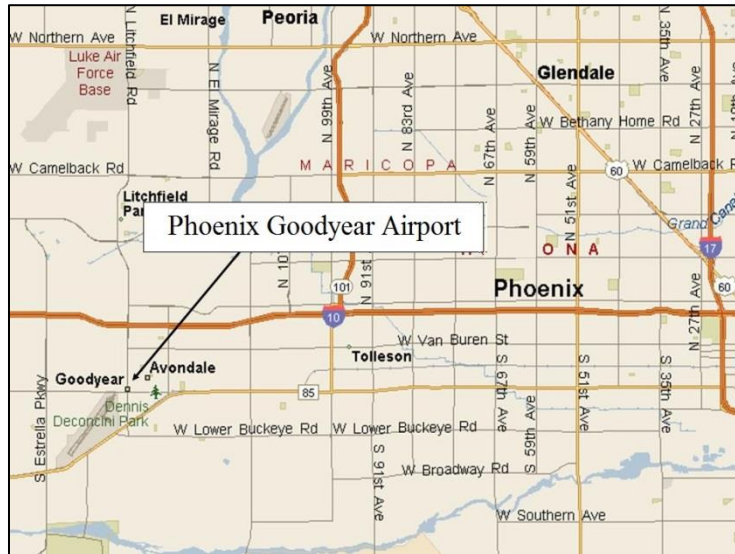 El Mirage
Peoria
W Northern Ave
W Northern Ave
Luke Air
Force
Base
N Litchfield Rd
N El Mirage Rd
N 99th Ave
N 83rd Ave
N 67th Ave
N 59th Ave
N 51st Ave
N 35th Ave
N 27th Ave
Glendale
W Bethany Home Rd
W Camelback Rd
MARICOPA
W Camelback Rd
60
Litchfield
Phoenix Goodyear Airport
Grand Canal
ONA
17
101
N 91st
60
Phoenix
10
N 27th Ave
W Van Buren St
Tolleson
Avondale
Goodyear
85
Dennis
Deconcini Park
S Estrella Pkwy
W Lower Buckeye Rd
W Lower Buckeye Rd
S 91st Ave
S 67th Ave
S 59th Ave
S 51st Ave
S 35th Ave
W Broadway Rd
W Southern Ave